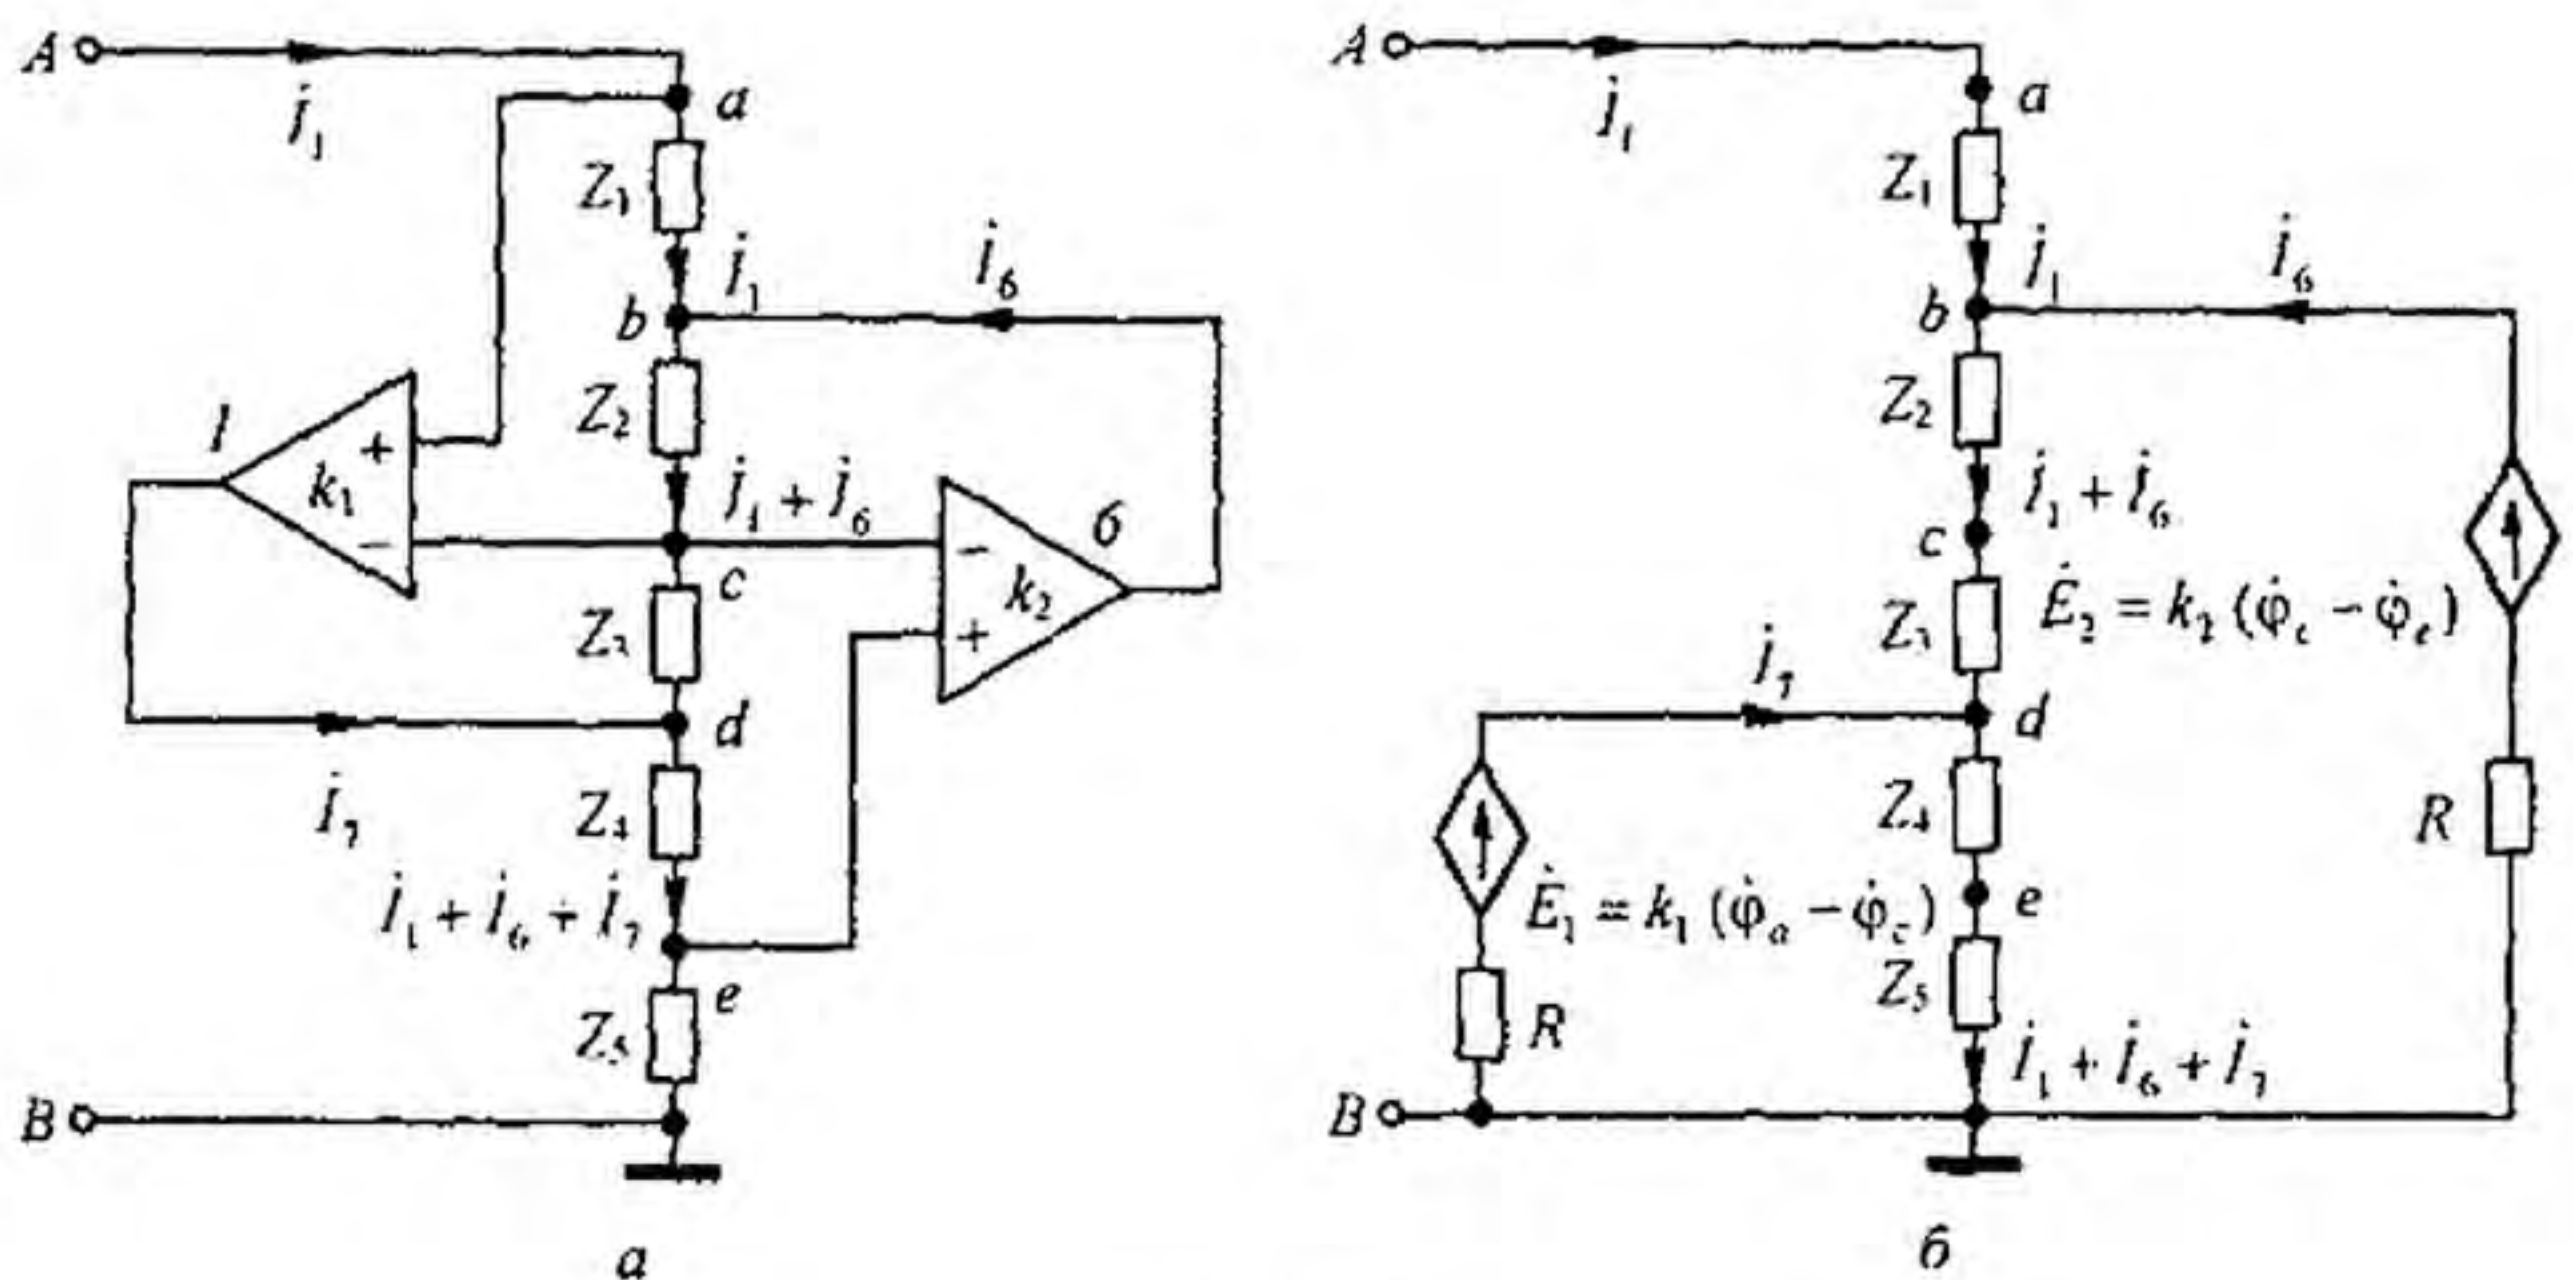 A
a
İ₁
Z₁
İ₁
İ₆
b
1
Z₂
+
k₁
İ₁ + İ₆
6
−
−
c
k₂
Z₃
+
d
İ₇
Z₄
İ₁ + İ₆ + İ₇
e
Z₅
B
а
A
a
İ₁
Z₁
İ₁
İ₆
b
Z₂
İ₁ + İ₆
c
Z₃
Ė₂ = k₂ (φ̇c − φ̇e)
İ₇
d
Z₄
R
Ė₁ = k₁ (φ̇a − φ̇c)
e
Z₅
R
İ₁ + İ₆ + İ₇
B
б